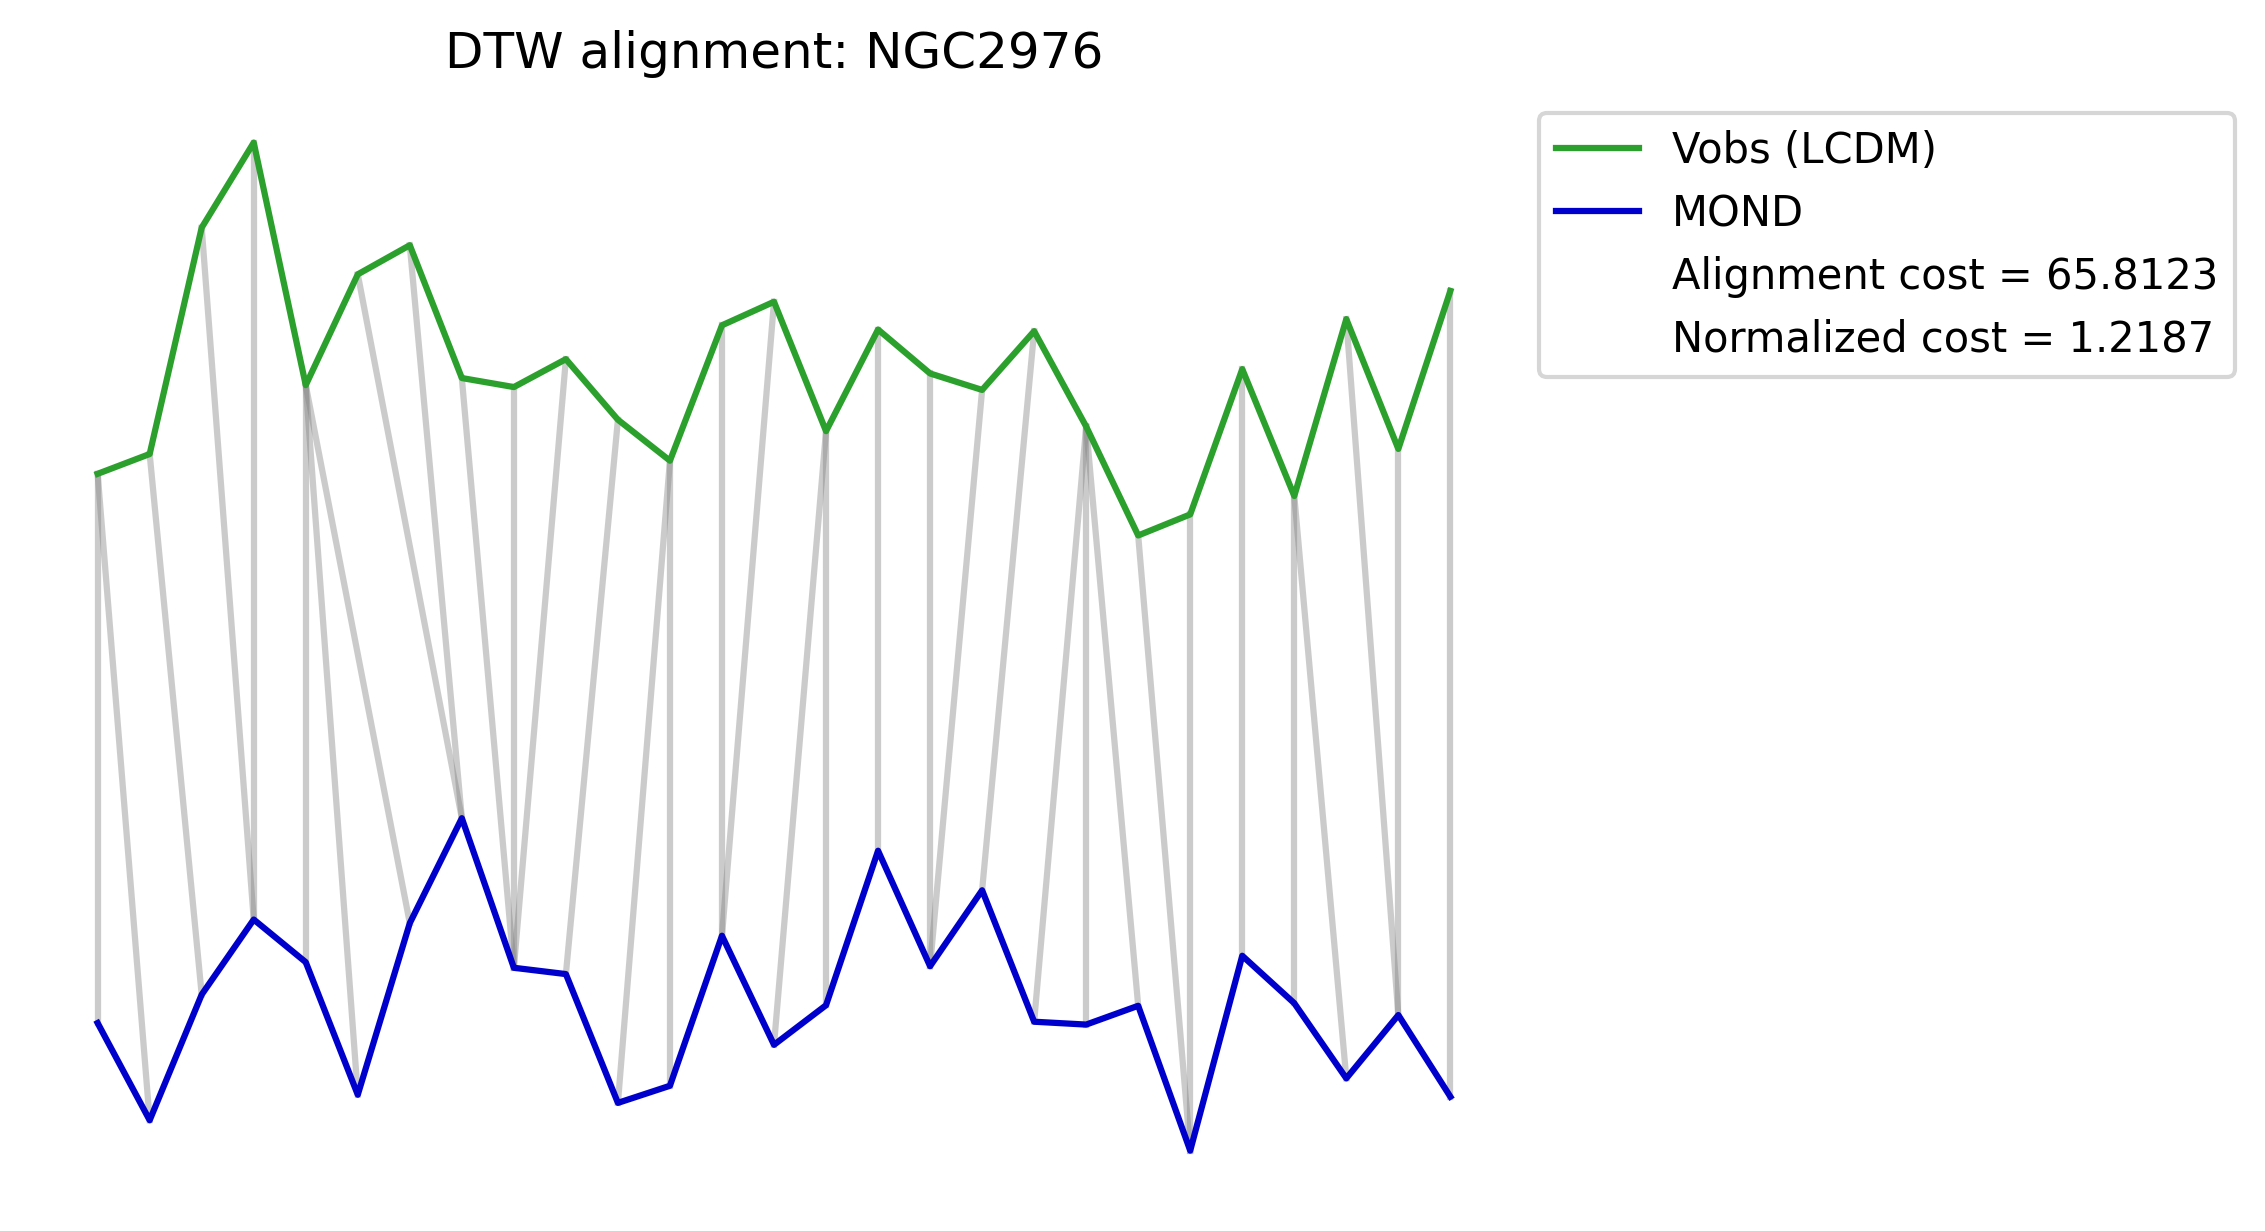 DTW alignment: NGC2976
Vobs (LCDM)
MOND
Alignment cost = 65.8123
Normalized cost = 1.2187